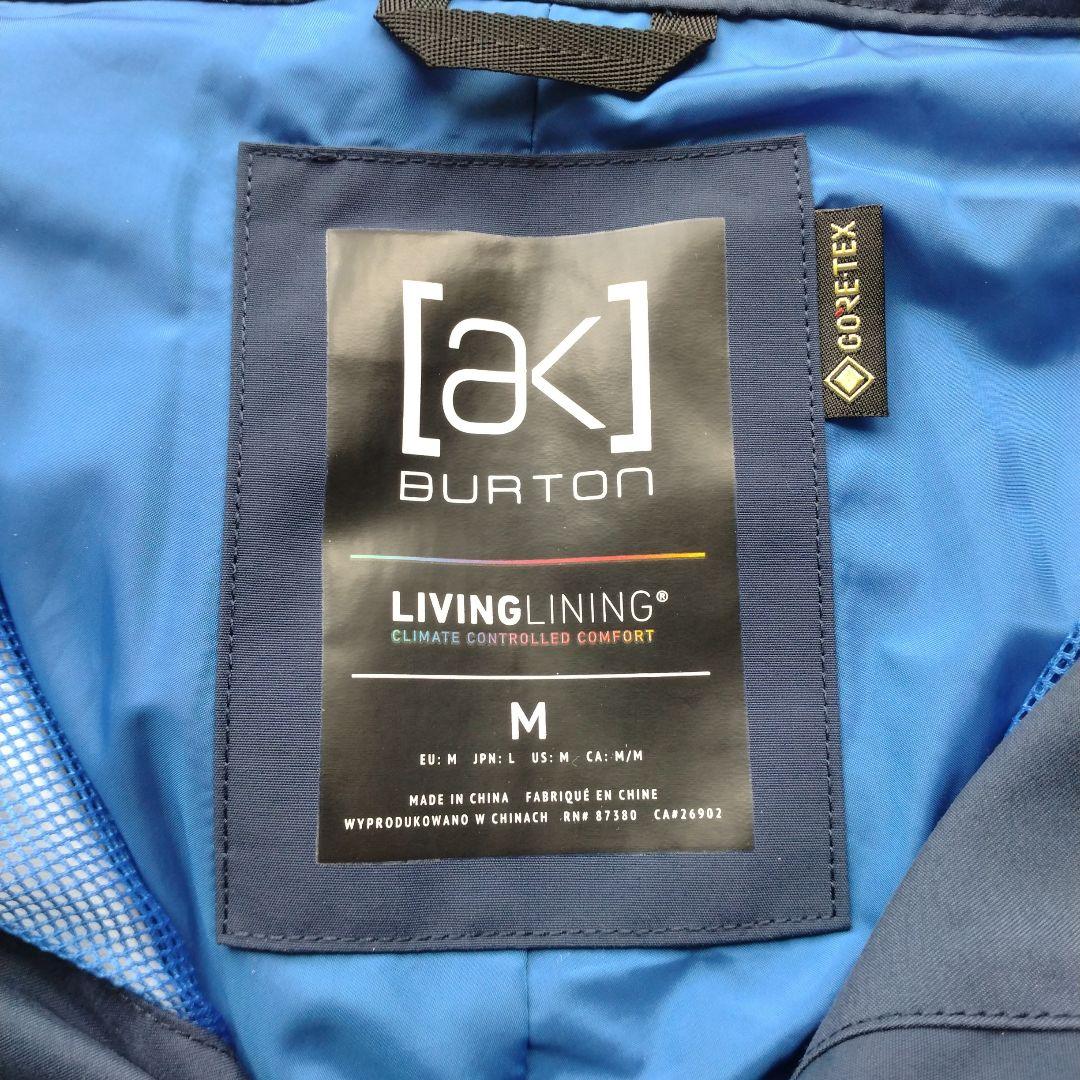 [ak]
BURTON
GORE-TEX
LIVINGLINING®
CLIMATE CONTROLLED COMFORT
M
EU: M JPN: L US: M CA: M/M
MADE IN CHINA FABRIQUÉ EN CHINE
WYPRODUKOWANO W CHINACH RN# 87380 CA#26902